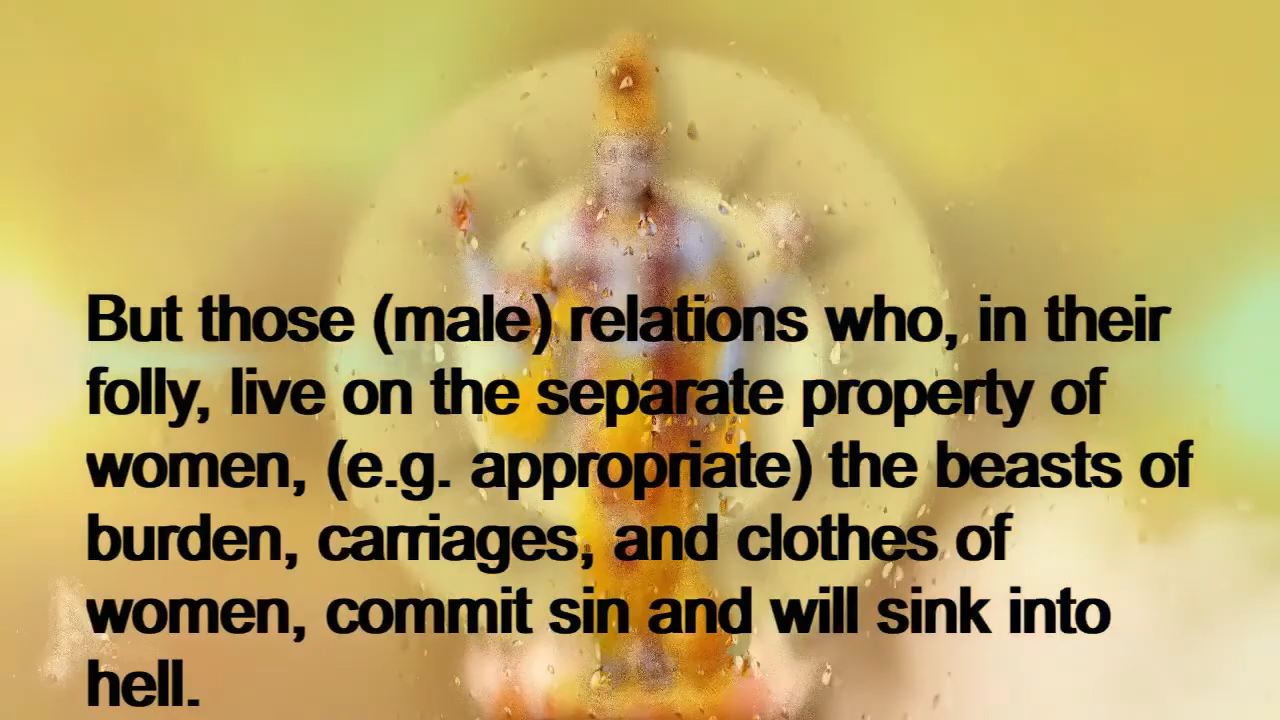 But those (male) relations who, in their
folly, live on the separate property of
women, (e.g. appropriate) the beasts of
burden, carriages, and clothes of
women, commit sin and will sink into
hell.